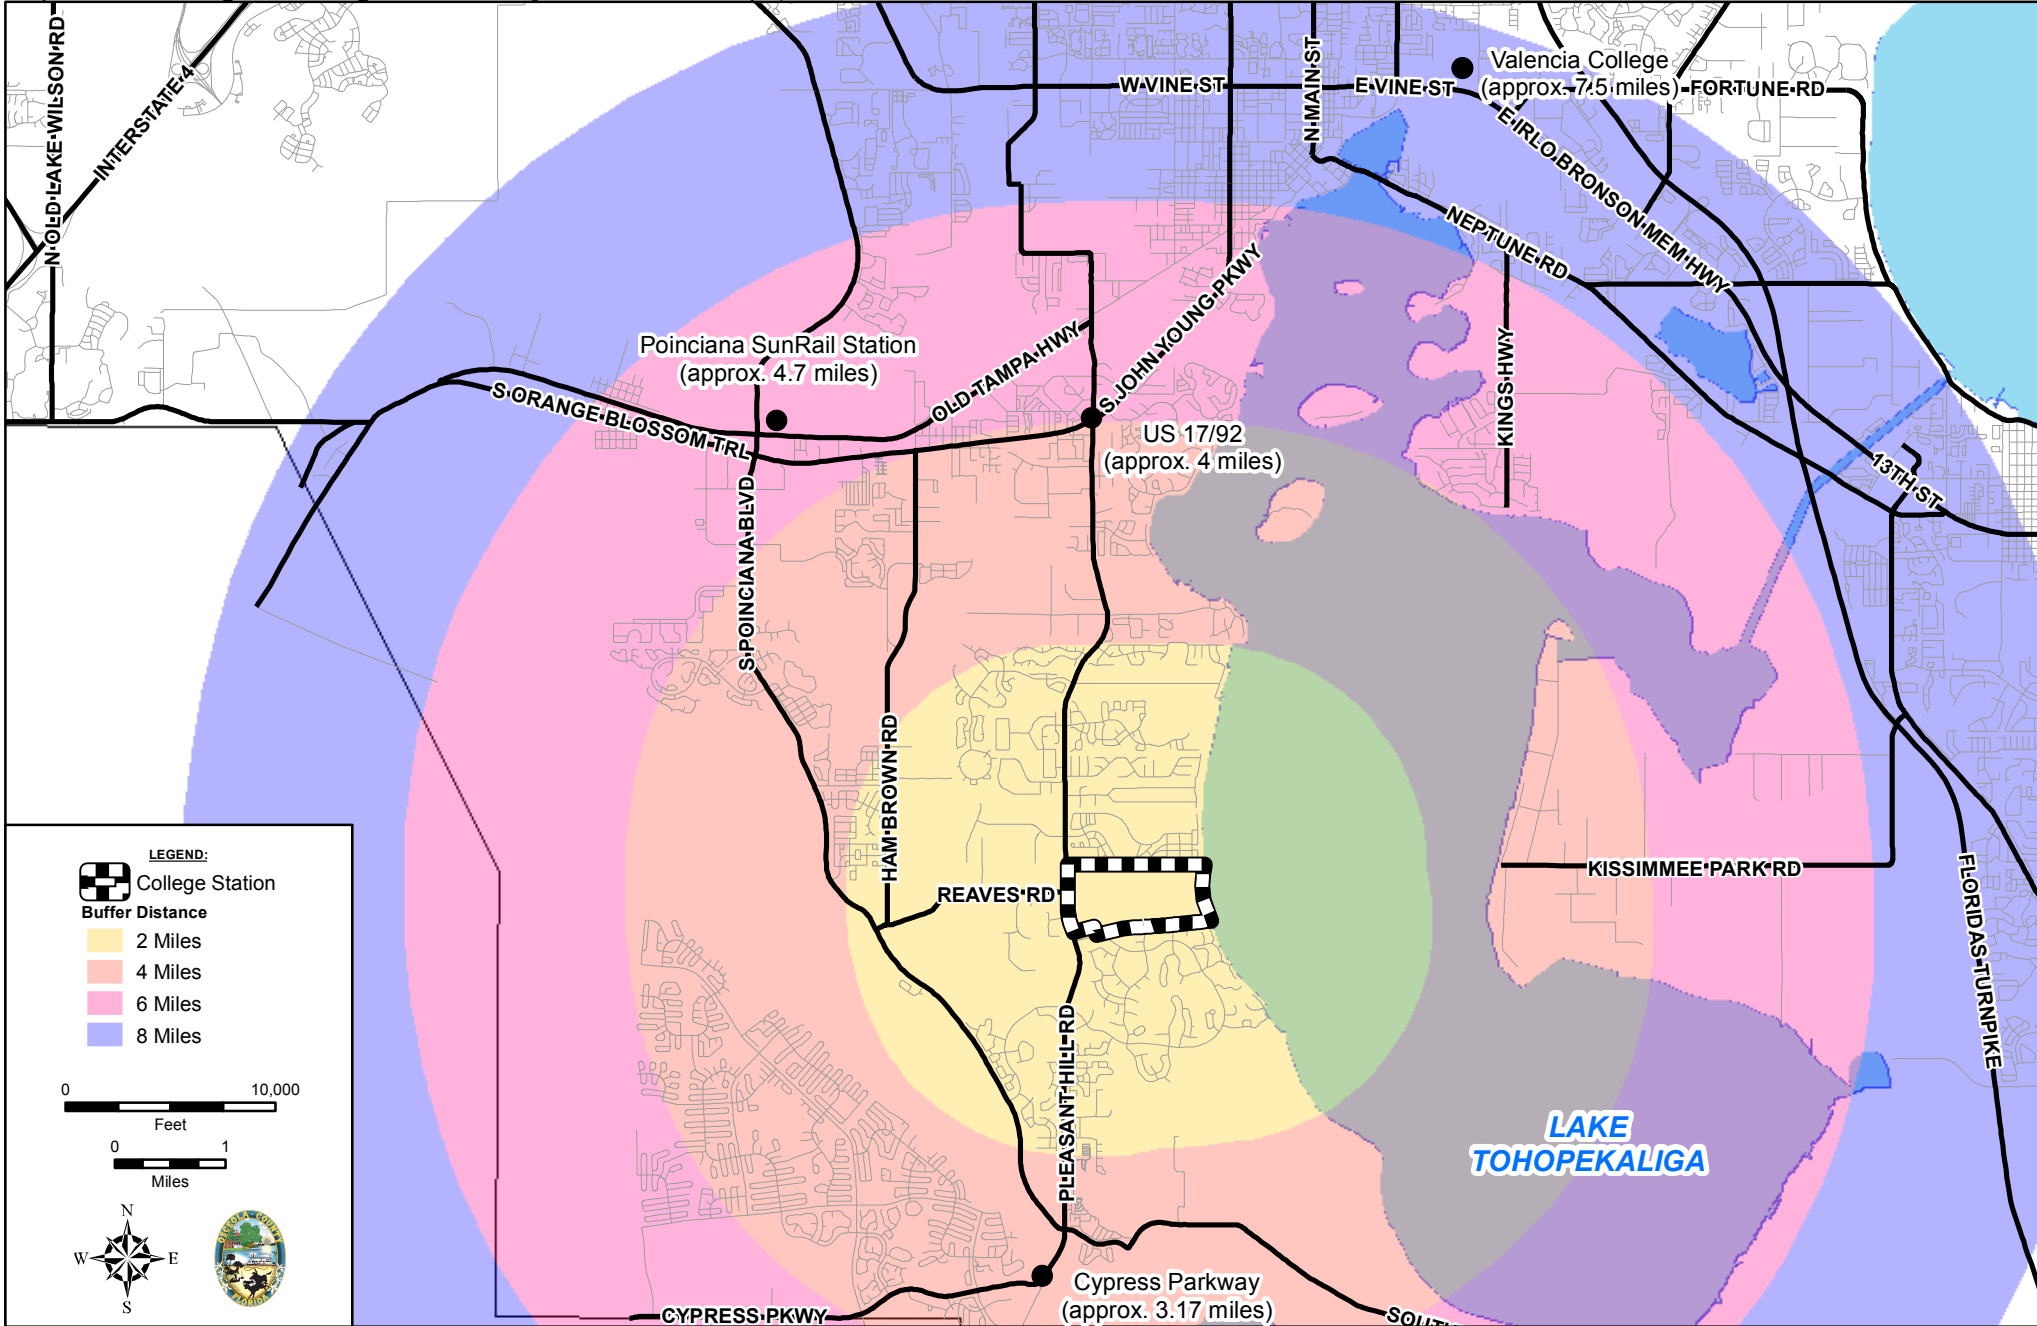 N OLD LAKE WILSON RD
INTERSTATE 4
W VINE ST
N MAIN ST
E VINE ST
Valencia College
(approx. 7.5 miles)
FORTUNE RD
E IRLO BRONSON MEM HWY
NEPTUNE RD
S JOHN YOUNG PKWY
OLD TAMPA HWY
Poinciana SunRail Station
(approx. 4.7 miles)
S ORANGE BLOSSOM TRL
US 17/92
(approx. 4 miles)
KINGS HWY
13TH ST
S POINCIANA BLVD
HAM BROWN RD
REAVES RD
KISSIMMEE PARK RD
FLORIDAS TURNPIKE
PLEASANT HILL RD
LAKE
TOHOPEKALIGA
Cypress Parkway
(approx. 3.17 miles)
CYPRESS PKWY
LEGEND:
College Station
Buffer Distance
2 Miles
4 Miles
6 Miles
8 Miles
0 10,000
Feet
0 1
Miles
N
W E
S
OSCEOLA COUNTY
FLORIDA